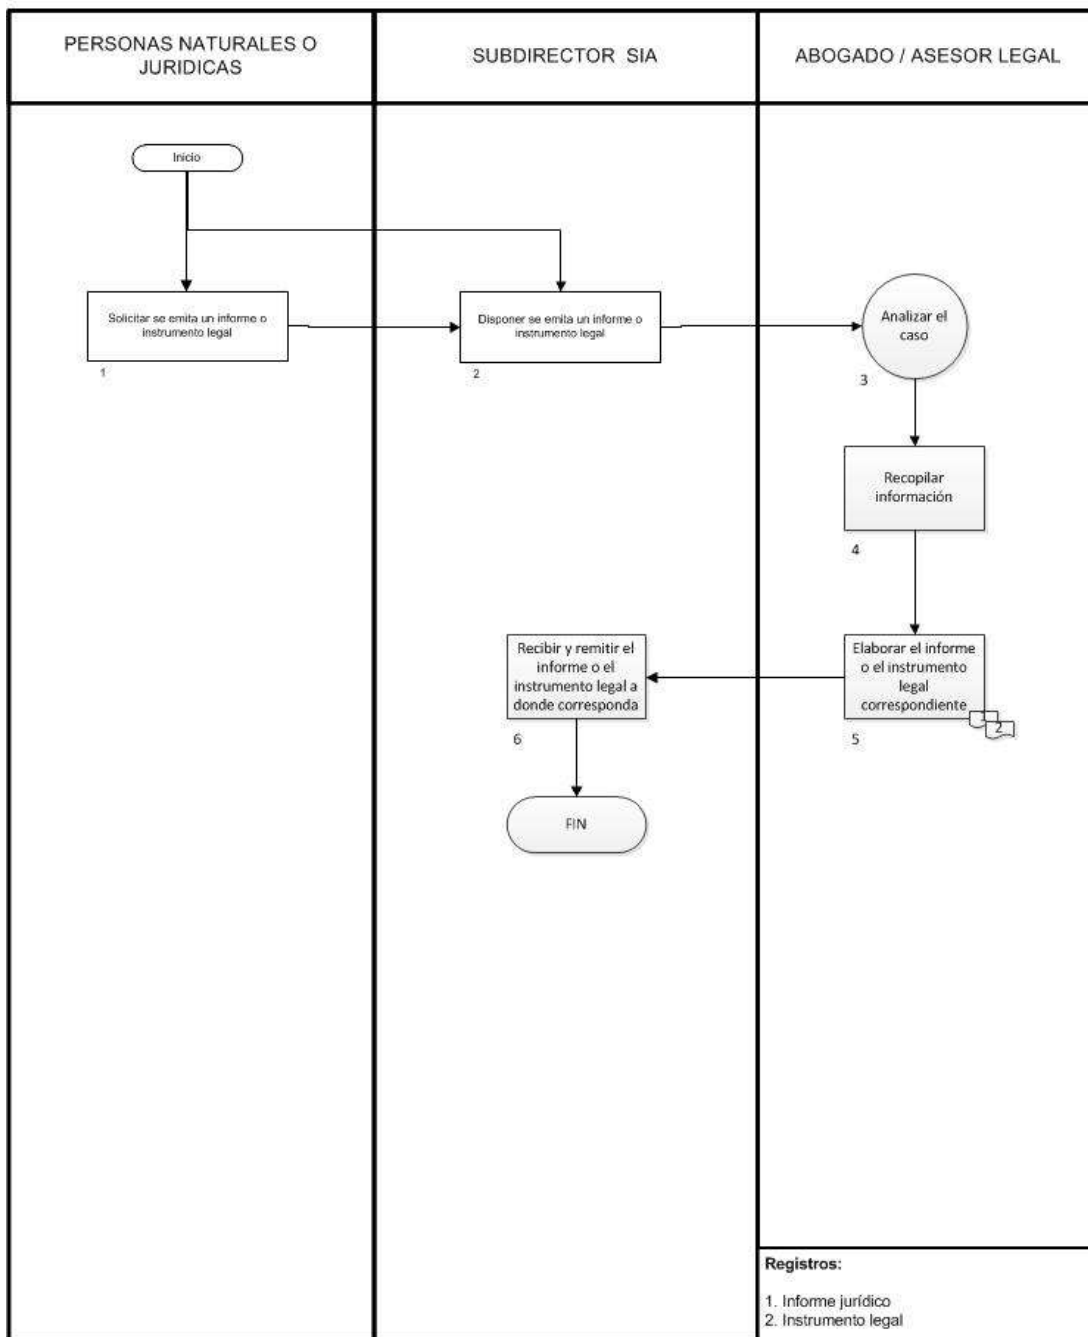 PERSONAS NATURALES O
JURIDICAS
SUBDIRECTOR SIA
ABOGADO / ASESOR LEGAL
Inicio
Solicitar se emita un informe o
instrumento legal
1
Disponer se emita un informe o
instrumento legal
2
Analizar el
caso
3
Recopilar
información
4
Elaborar el informe
o el instrumento
legal
correspondiente
1
2
5
Recibir y remitir el
informe o el
instrumento legal a
donde corresponda
6
FIN
Registros:
1. Informe jurídico
2. Instrumento legal